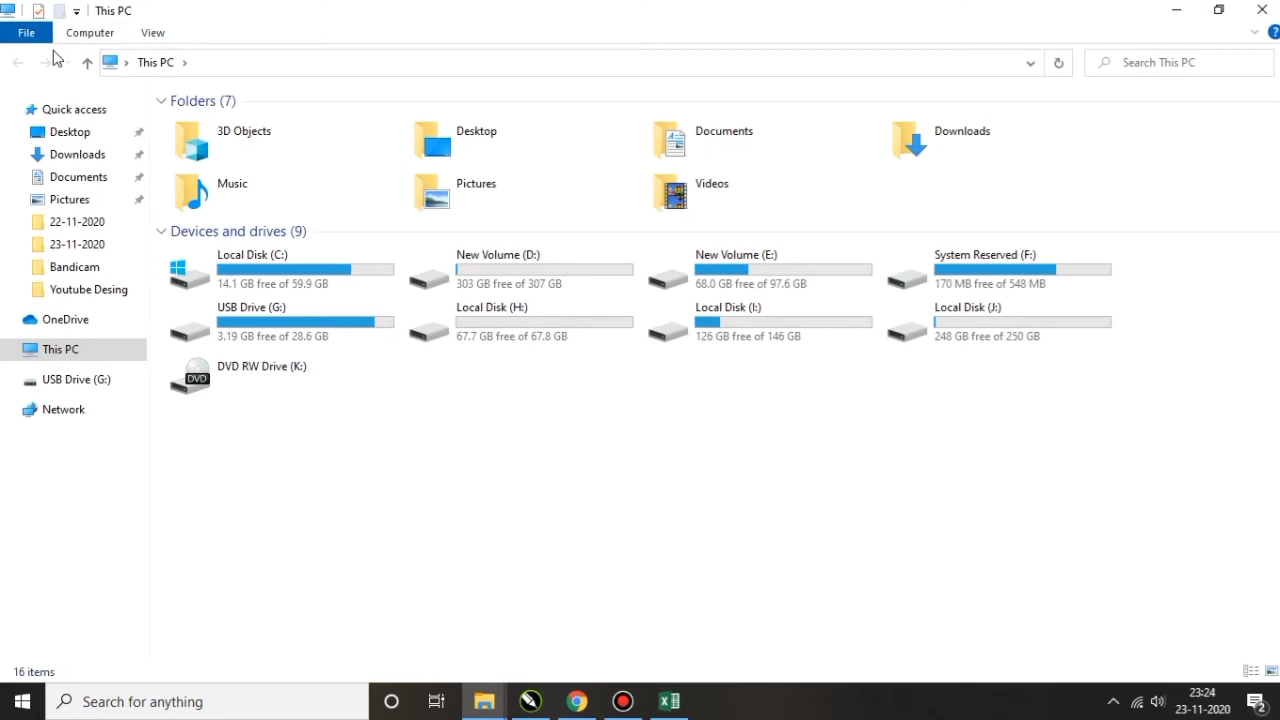 This PC
File Computer View
This PC Search This PC
Quick access
Desktop
Downloads
Documents
Pictures
22-11-2020
23-11-2020
Bandicam
Youtube Desing
OneDrive
This PC
USB Drive (G:)
Network
Folders (7)
3D Objects Desktop Documents Downloads
Music Pictures Videos
Devices and drives (9)
Local Disk (C:) New Volume (D:) New Volume (E:) System Reserved (F:)
14.1 GB free of 59.9 GB 303 GB free of 307 GB 68.0 GB free of 97.6 GB 170 MB free of 548 MB
USB Drive (G:) Local Disk (H:) Local Disk (I:) Local Disk (J:)
3.19 GB free of 28.6 GB 67.7 GB free of 67.8 GB 126 GB free of 146 GB 248 GB free of 250 GB
DVD RW Drive (K:)
DVD
16 items
Search for anything
23:24
23-11-2020
2